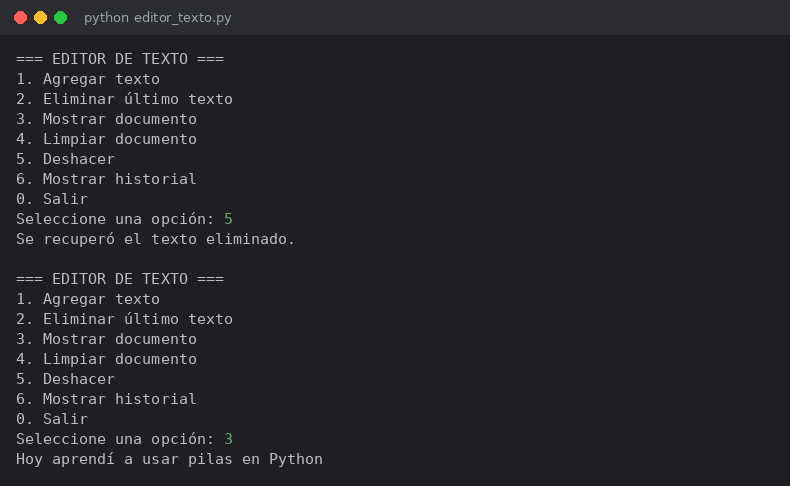 python editor_texto.py
=== EDITOR DE TEXTO ===
1. Agregar texto
2. Eliminar último texto
3. Mostrar documento
4. Limpiar documento
5. Deshacer
6. Mostrar historial
0. Salir
Seleccione una opción: 5
Se recuperó el texto eliminado.
=== EDITOR DE TEXTO ===
1. Agregar texto
2. Eliminar último texto
3. Mostrar documento
4. Limpiar documento
5. Deshacer
6. Mostrar historial
0. Salir
Seleccione una opción: 3
Hoy aprendí a usar pilas en Python